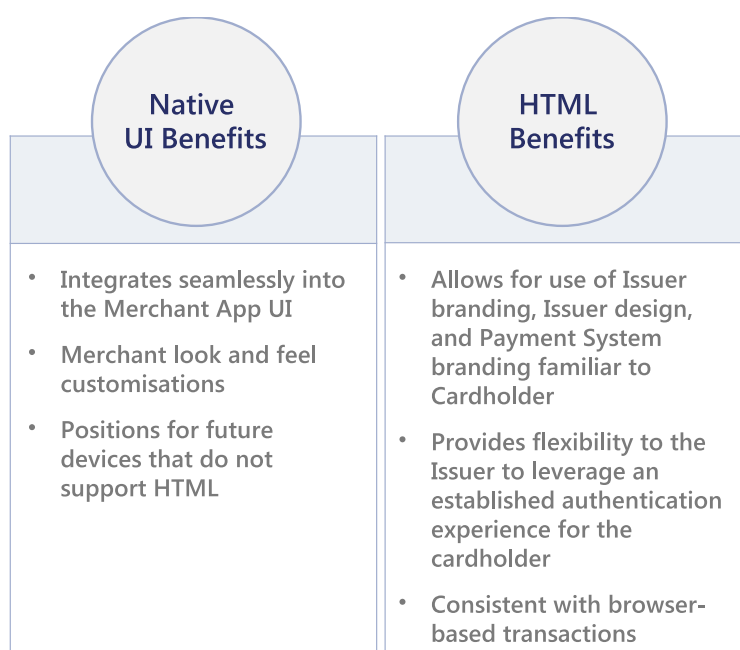 Native
UI Benefits
• Integrates seamlessly into
the Merchant App UI
• Merchant look and feel
customisations
• Positions for future
devices that do not
support HTML
HTML
Benefits
• Allows for use of Issuer
branding, Issuer design,
and Payment System
branding familiar to
Cardholder
• Provides flexibility to the
Issuer to leverage an
established authentication
experience for the
cardholder
• Consistent with browser-
based transactions